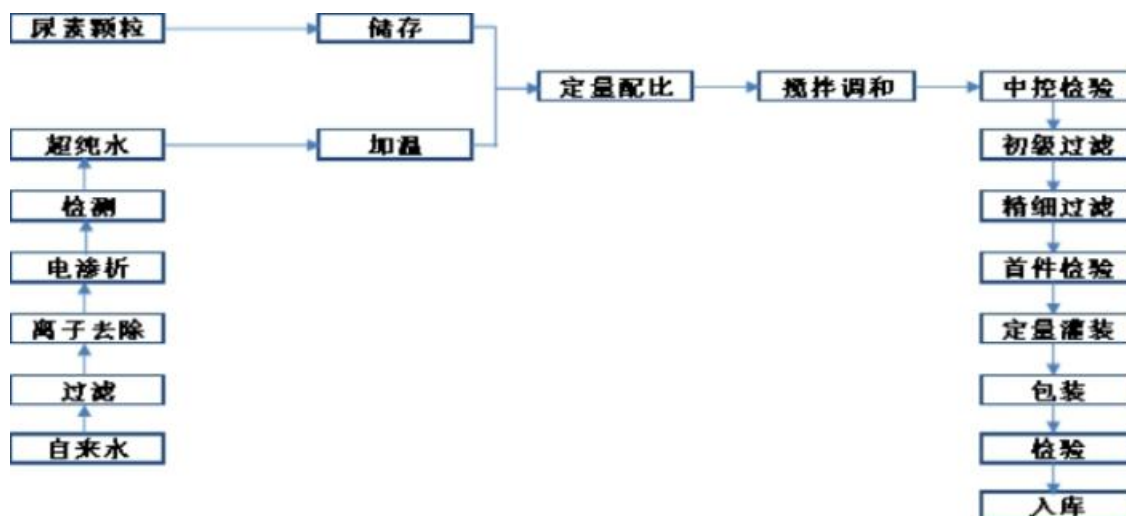 尿素颗粒
储存
定量配比
搅拌调和
中控检验
超纯水
加温
初级过滤
检测
精细过滤
电渗折
首件检验
离子去除
定量灌装
过滤
包装
自来水
检验
入库